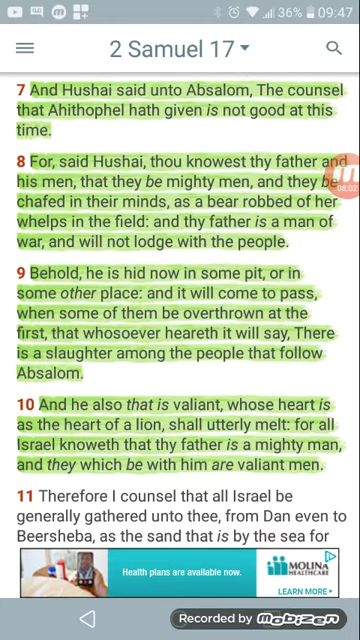 36% 09:47
2 Samuel 17
7 And Hushai said unto Absalom, The counsel
that Ahithophel hath given is not good at this
time.
8 For, said Hushai, thou knowest thy father and
his men, that they be mighty men, and they be
chafed in their minds, as a bear robbed of her
whelps in the field: and thy father is a man of
war, and will not lodge with the people.
08:02
9 Behold, he is hid now in some pit, or in
some other place: and it will come to pass,
when some of them be overthrown at the
first, that whosoever heareth it will say, There
is a slaughter among the people that follow
Absalom.
10 And he also that is valiant, whose heart is
as the heart of a lion, shall utterly melt: for all
Israel knoweth that thy father is a mighty man,
and they which be with him are valiant men.
11 Therefore I counsel that all Israel be
generally gathered unto thee, from Dan even to
Beersheba, as the sand that is by the sea for
Health plans are available now.
MOLINA
HEALTHCARE
LEARN MORE
Recorded by mobizen